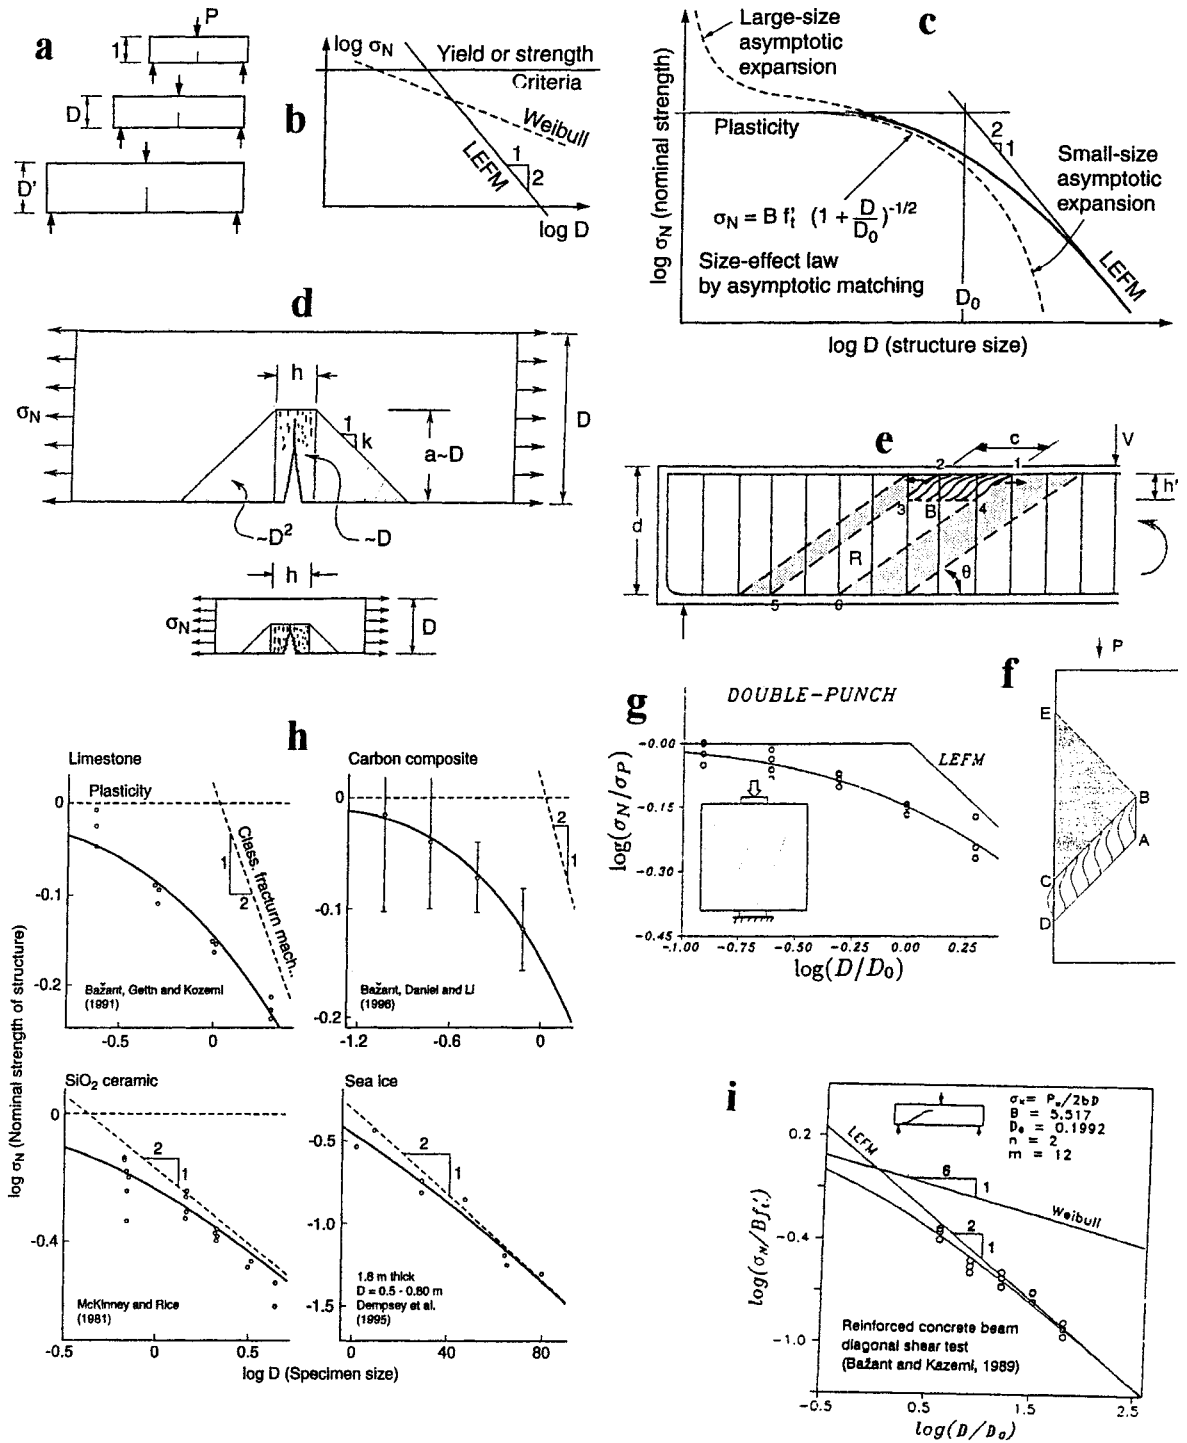 a
P
1
D
D'
b
log σN
Yield or strength
Criteria
Weibull
LEFM
1
2
log D
c
Large-size
asymptotic
expansion
Plasticity
2
1
Small-size
asymptotic
expansion
σN = B f't (1 + D/D0)^-1/2
Size-effect law
by asymptotic matching
D0
LEFM
log σN (nominal strength)
log D (structure size)
d
h
σN
1
k
a~D
D
~D²
~D
h
σN
D
e
c
V
2
1
h'
3
B
4
d
R
θ
5
6
f
P
E
B
A
C
D
g
DOUBLE-PUNCH
LEFM
log(σN/σP)
-0.00
-0.15
-0.30
-0.45
-1.00 -0.75 -0.50 -0.25 0.00 0.25
log(D/D0)
h
Limestone
Plasticity
0
-0.1
-0.2
1
2
Class. fracturn mach..
Bažant, Gettn and Kozeml
(1991)
-0.5 0
Carbon composite
0
-0.1
-0.2
2
1
Bažant, Daniel and Li
(1996)
-1.2 -0.6 0
SiO2 ceramic
0
-0.4
2
1
McKinney and Rice
(1981)
-0.5 0 0.5
Sea ice
-0.5
-1.0
-1.5
2
1
1.8 m thick
D = 0.5 - 0.80 m
Dempsey et al.
(1995)
0 40 80
log σN (Nominal strength of structure)
log D (Specimen size)
i
σN= Pu/2bD
B = 5.517
D0 = 0.1992
n = 2
m = 12
LEFM
6
1
Weibull
2
1
0.2
-0.4
-1.0
log(σN/Bf't)
Reinforced concrete beam
diagonal shear test
(Bažant and Kazemi, 1989)
-0.5 0.5 1.5 2.5
log(D/D0)